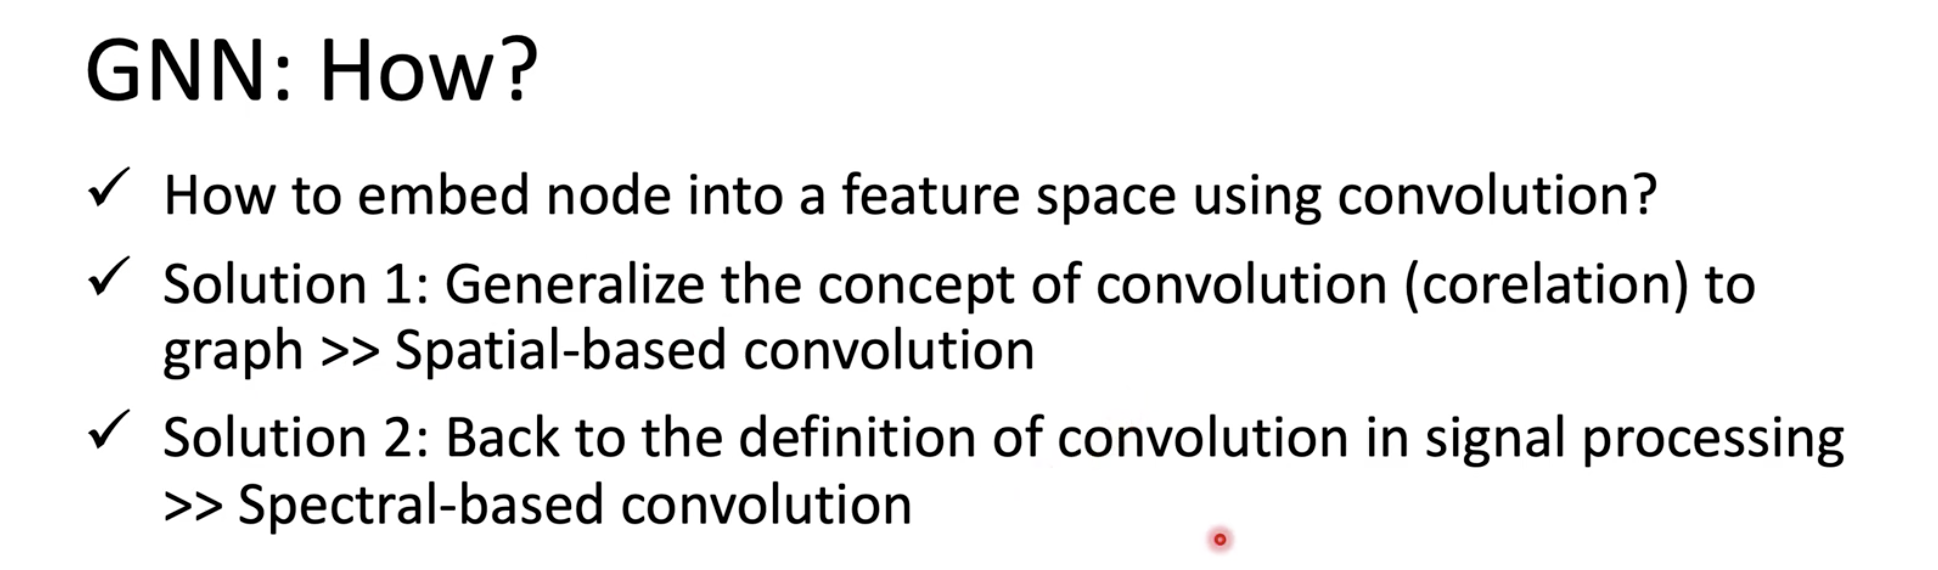 GNN: How?
✓ How to embed node into a feature space using convolution?
✓ Solution 1: Generalize the concept of convolution (corelation) to
graph >> Spatial-based convolution
✓ Solution 2: Back to the definition of convolution in signal processing
>> Spectral-based convolution